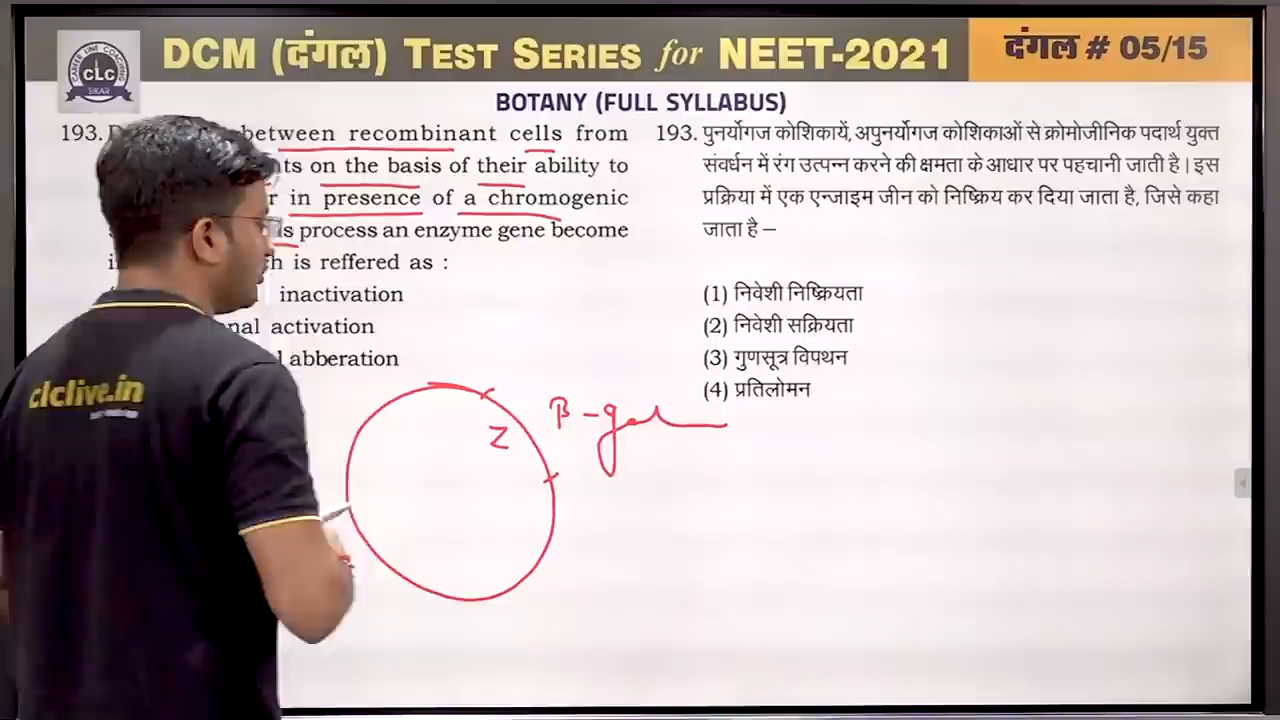 DCM (दंगल) TEST SERIES for NEET-2021
दंगल # 05/15
CAREER LINE COACHING
CLC
SIKAR
BOTANY (FULL SYLLABUS)
193. between recombinant cells from
on the basis of their ability to
in presence of a chromogenic
process an enzyme gene become
is reffered as :
inactivation
activation
abberation
193. पुनर्योगज कोशिकायें, अपुनर्योगज कोशिकाओं से क्रोमोजीनिक पदार्थ युक्त
संवर्धन में रंग उत्पन्न करने की क्षमता के आधार पर पहचानी जाती है। इस
प्रक्रिया में एक एन्जाइम जीन को निष्क्रिय कर दिया जाता है, जिसे कहा
जाता है –
(1) निवेशी निष्क्रियता
(2) निवेशी सक्रियता
(3) गुणसूत्र विपथन
(4) प्रतिलोमन
Z
β-gal
clclive.in